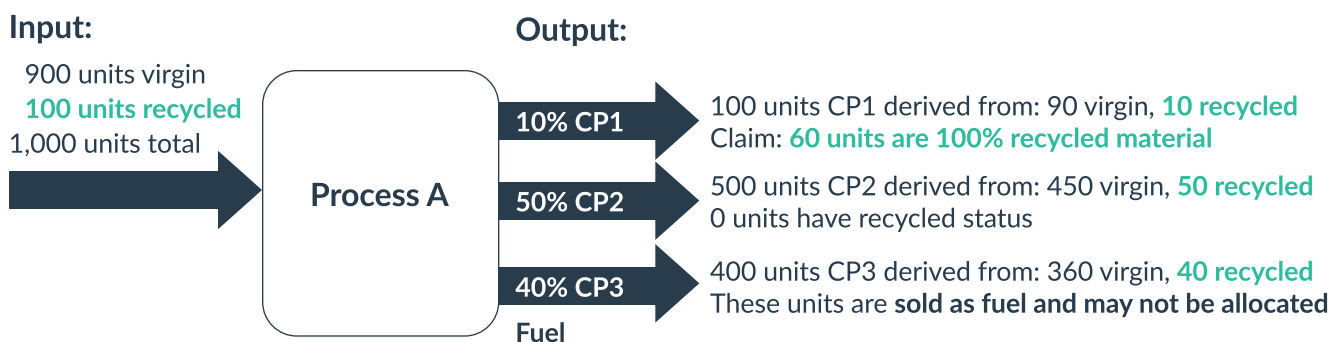 Input:
900 units virgin
100 units recycled
1,000 units total
Process A
Output:
10% CP1
100 units CP1 derived from: 90 virgin, 10 recycled
Claim: 60 units are 100% recycled material
50% CP2
500 units CP2 derived from: 450 virgin, 50 recycled
0 units have recycled status
40% CP3
400 units CP3 derived from: 360 virgin, 40 recycled
These units are sold as fuel and may not be allocated
Fuel